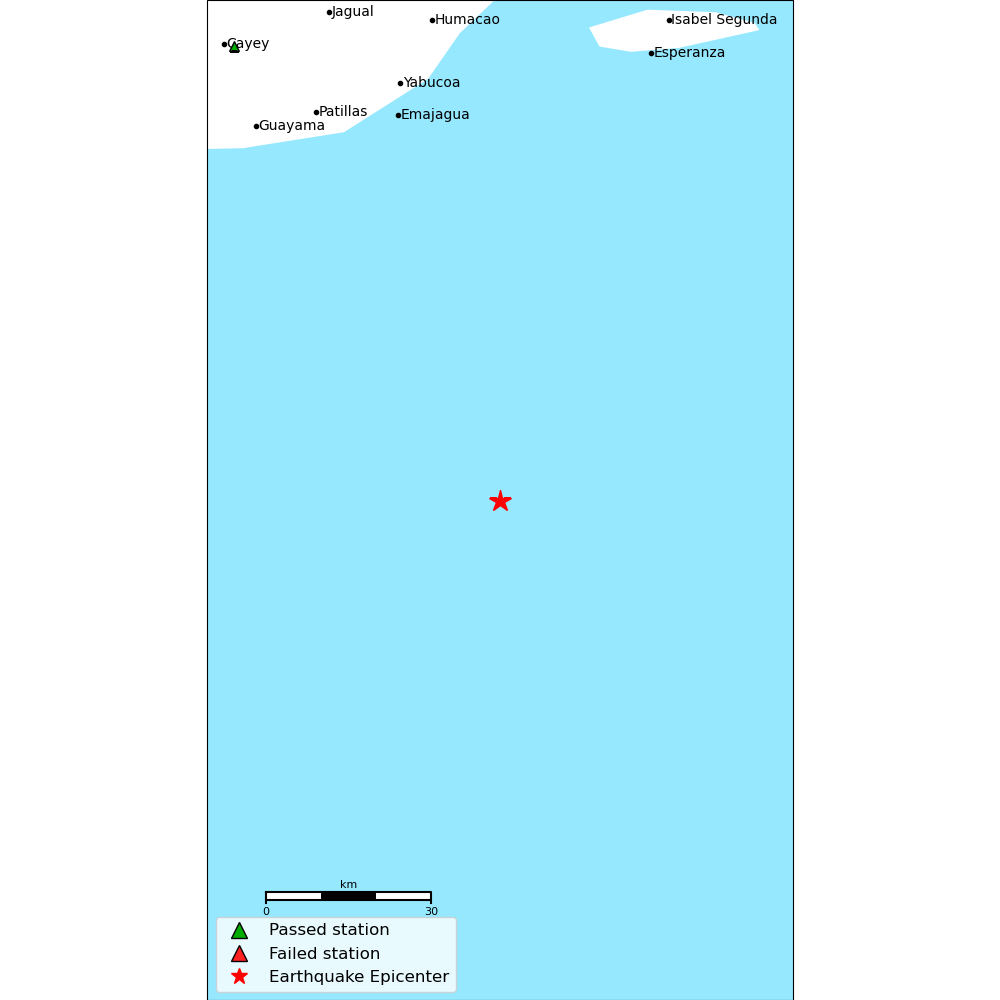 Jagual
Humacao
Isabel Segunda
Cayey
Esperanza
Yabucoa
Patillas
Emajagua
Guayama
km
0
30
Passed station
Failed station
Earthquake Epicenter